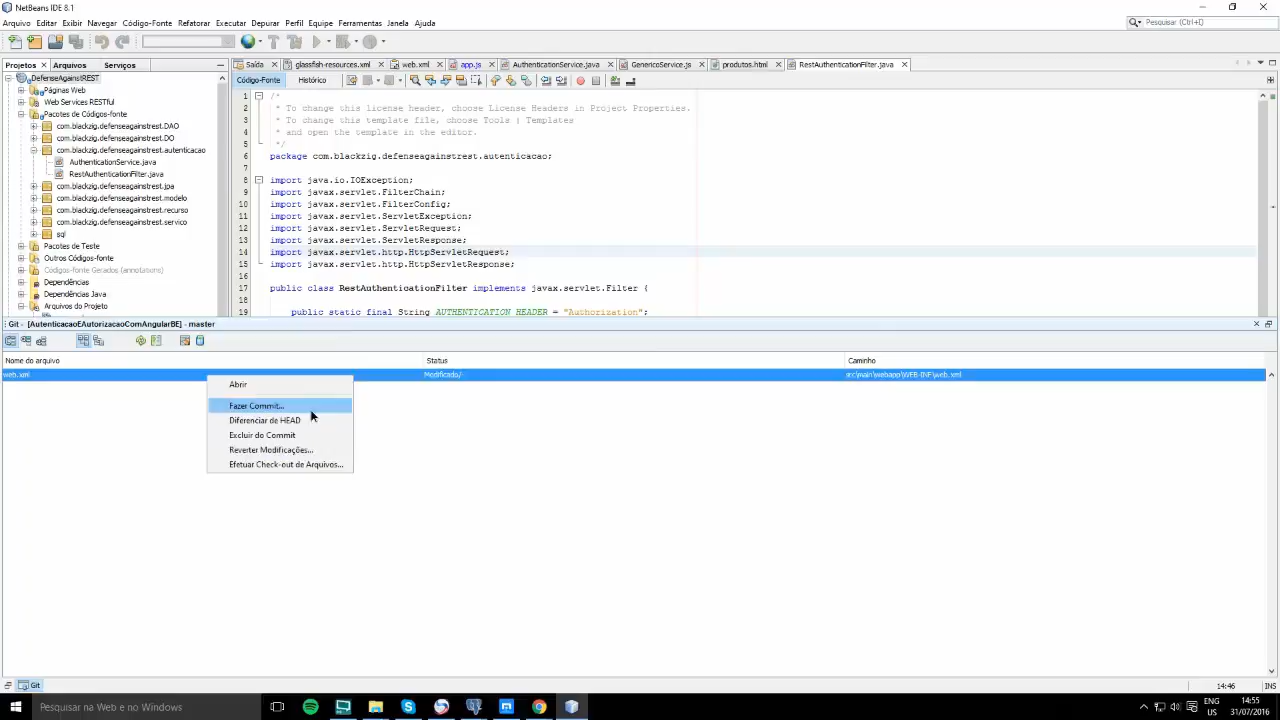 NetBeans IDE 8.1
Arquivo Editar Exibir Navegar Código-Fonte Refatorar Executar Depurar Perfil Equipe Ferramentas Janela Ajuda
Pesquisar (Ctrl+I)
Projetos Arquivos Serviços
Saída glassfish-resources.xml web.xml app.js AuthenticationService.java GenericoService.js produtos.html RestAuthenticationFilter.java
Código-Fonte Histórico
DefenseAgainstREST
Páginas Web
Web Services RESTful
Pacotes de Códigos-fonte
com.blackzig.defenseagainstrest.DAO
com.blackzig.defenseagainstrest.DO
com.blackzig.defenseagainstrest.autenticacao
AuthenticationService.java
RestAuthenticationFilter.java
com.blackzig.defenseagainstrest.jpa
com.blackzig.defenseagainstrest.modelo
com.blackzig.defenseagainstrest.recurso
com.blackzig.defenseagainstrest.servico
sql
Pacotes de Teste
Outros Códigos-fonte
Códigos-fonte Gerados (annotations)
Dependências
Dependências Java
Arquivos do Projeto
1 /*
2 * To change this license header, choose License Headers in Project Properties.
3 * To change this template file, choose Tools | Templates
4 * and open the template in the editor.
5 */
6 package com.blackzig.defenseagainstrest.autenticacao;
7
8 import java.io.IOException;
9 import javax.servlet.FilterChain;
10 import javax.servlet.FilterConfig;
11 import javax.servlet.ServletException;
12 import javax.servlet.ServletRequest;
13 import javax.servlet.ServletResponse;
14 import javax.servlet.http.HttpServletRequest;
15 import javax.servlet.http.HttpServletResponse;
16
17 public class RestAuthenticationFilter implements javax.servlet.Filter {
18
19 public static final String AUTHENTICATION_HEADER = "Authorization";
Git - [AutenticacaoEAutorizacaoComAngularBE] - master
Nome do arquivo Status Caminho
web.xml Modificado/- src\main\webapp\WEB-INF\web.xml
Abrir
Fazer Commit...
Diferenciar de HEAD
Excluir do Commit
Reverter Modificações...
Efetuar Check-out de Arquivos...
Git
14:46 INS
Pesquisar na Web e no Windows
ENG
US
14:55
31/07/2016